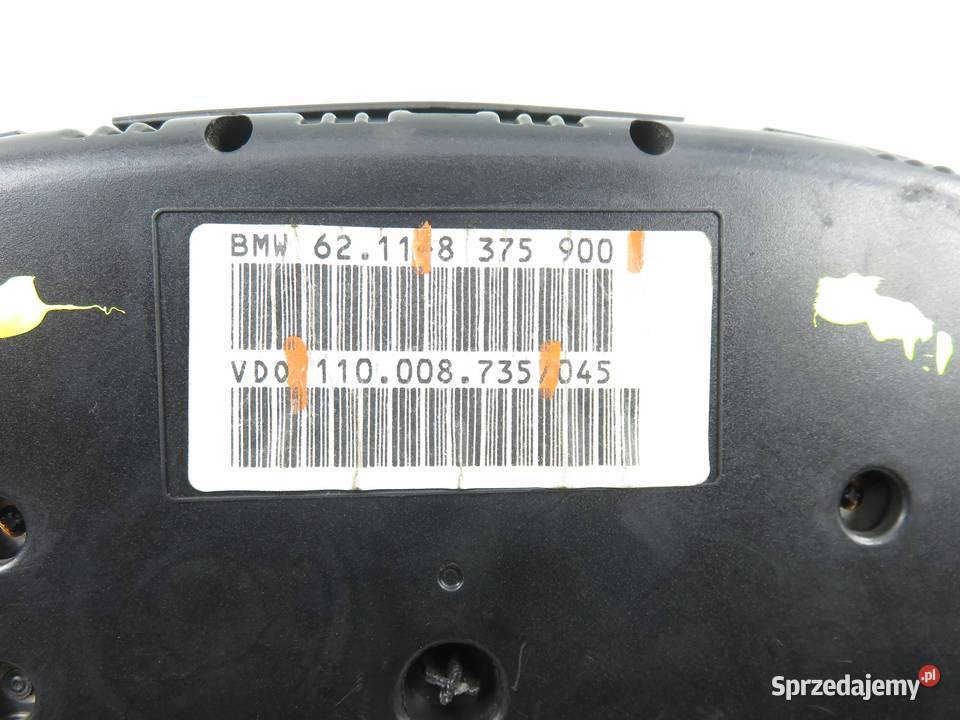 BMW 62.11-8 375 900
VDO 110.008.735/045
Sprzedajemy.pl